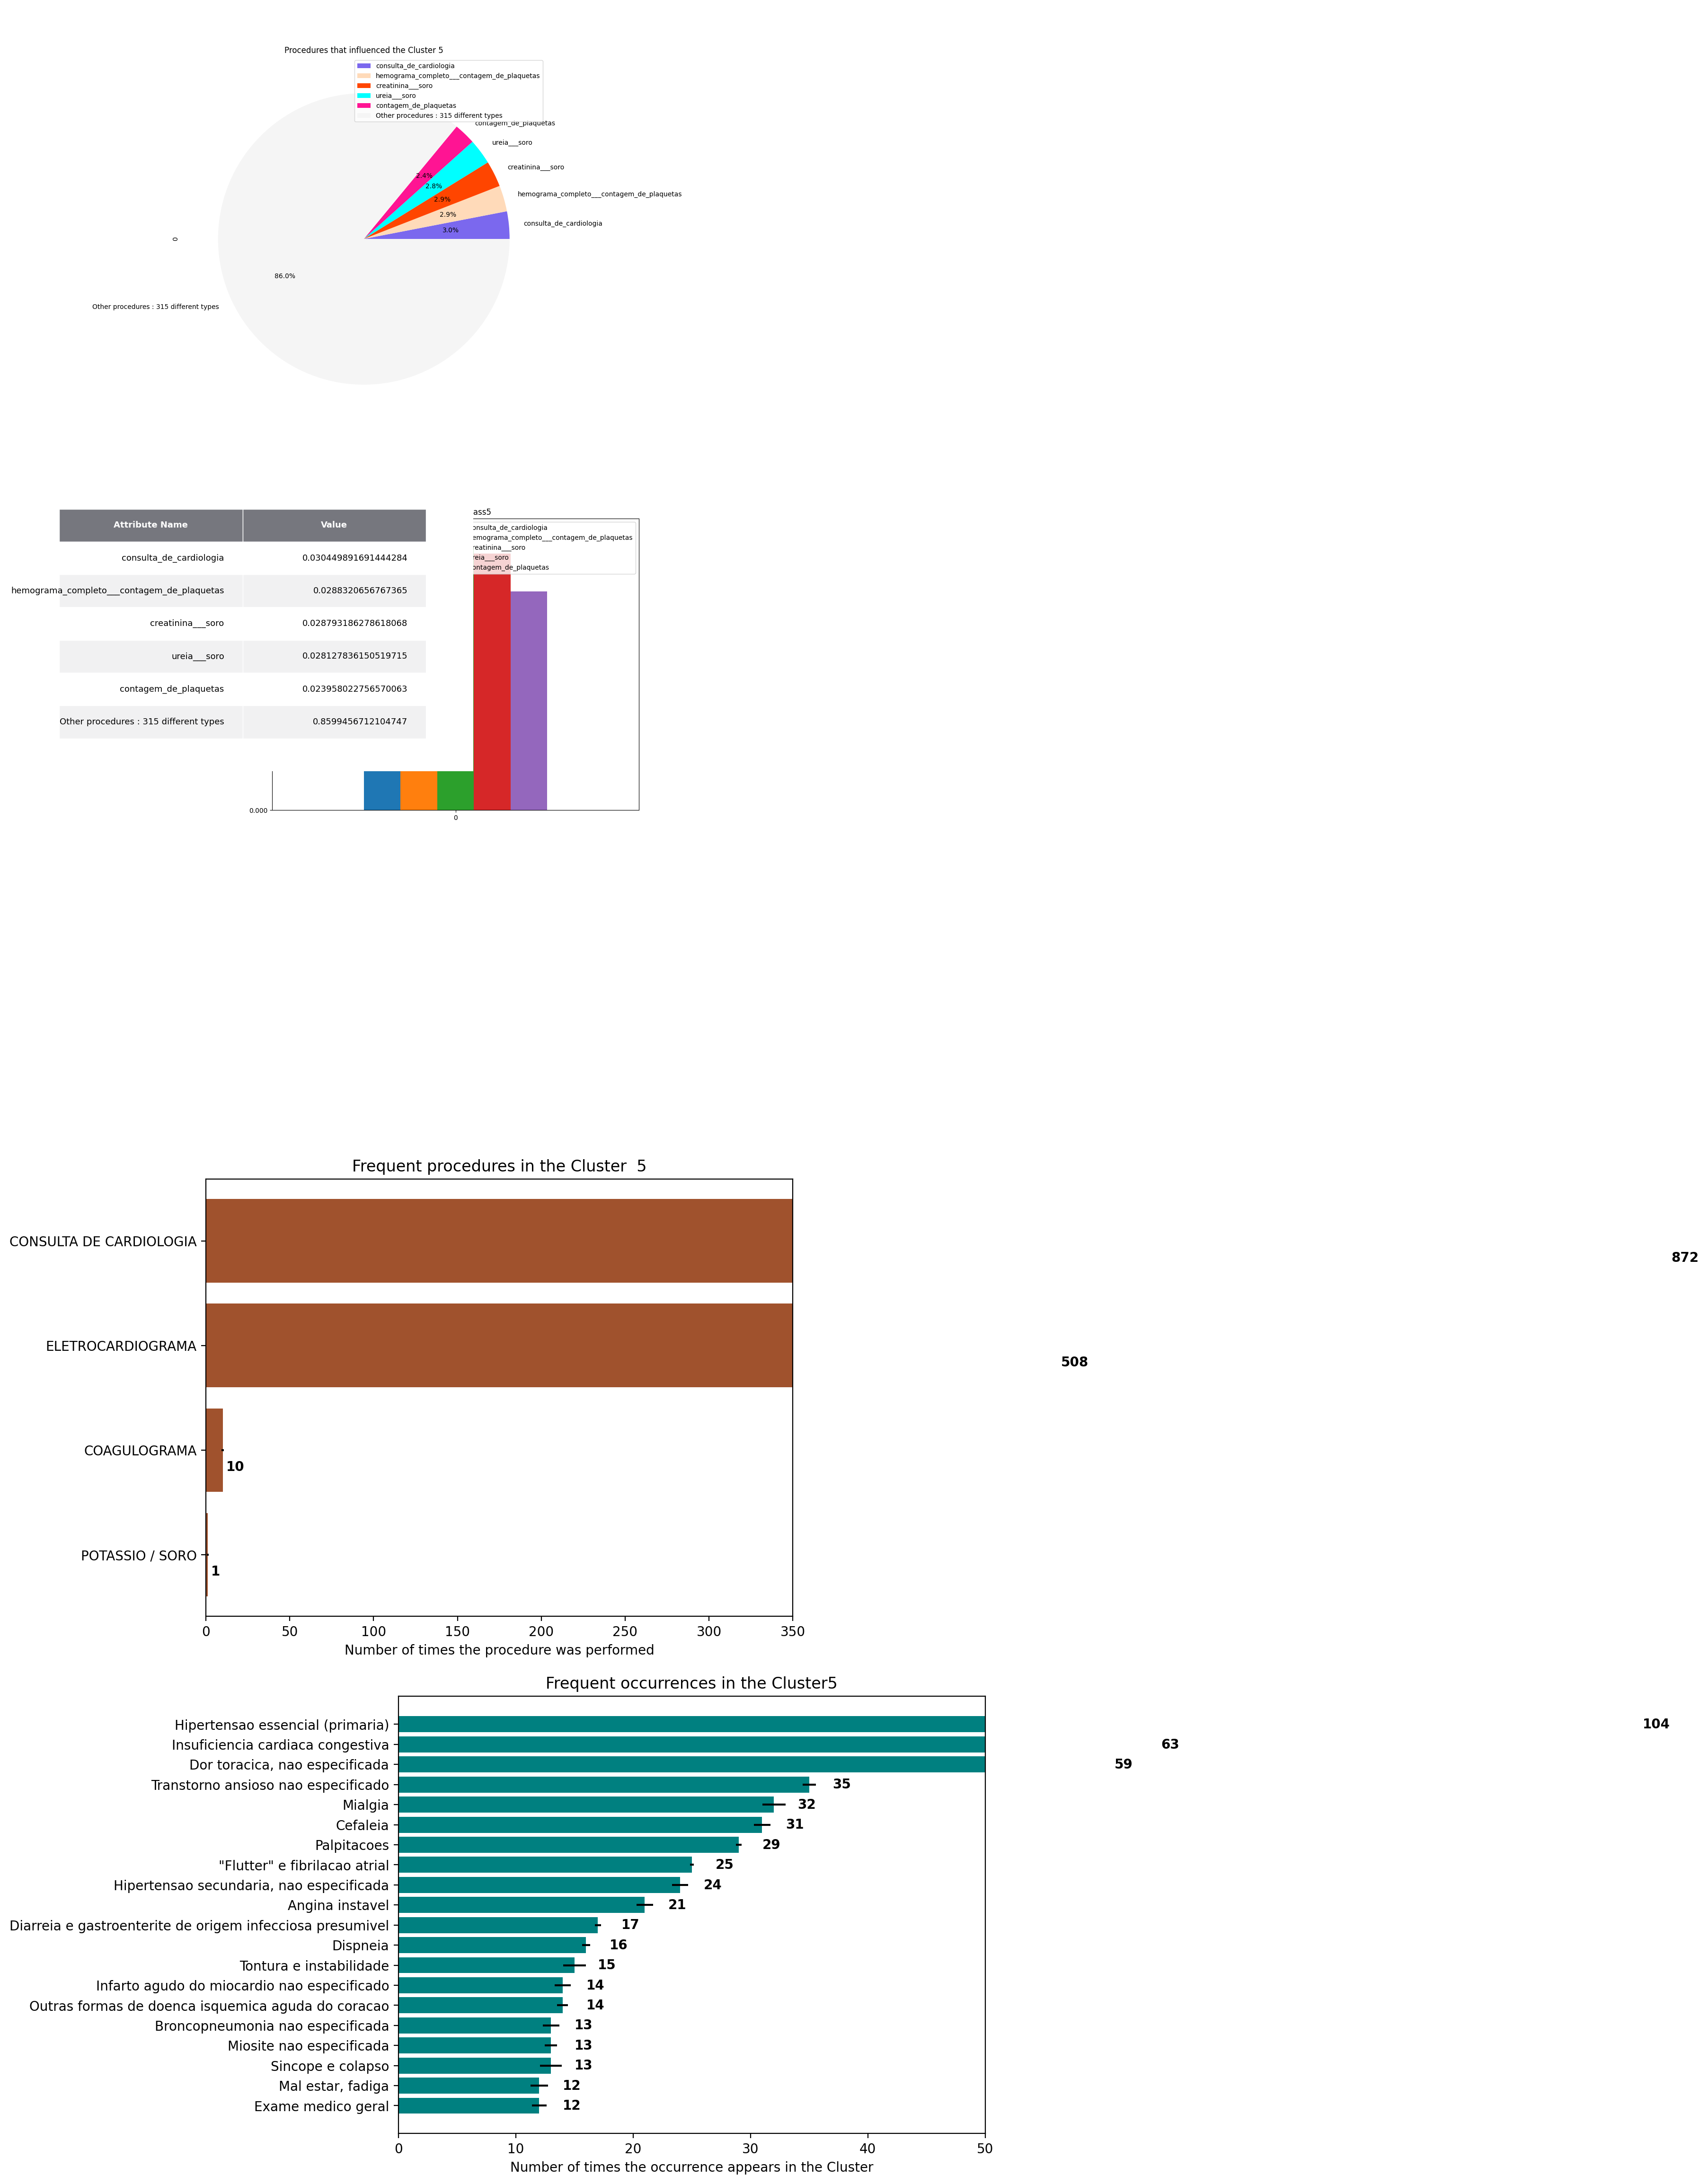 Procedures that influenced the Cluster 5
consulta_de_cardiologia
hemograma_completo___contagem_de_plaquetas
creatinina___soro
ureia___soro
contagem_de_plaquetas
Other procedures : 315 different types
contagem_de_plaquetas
ureia___soro
creatinina___soro
hemograma_completo___contagem_de_plaquetas
consulta_de_cardiologia
2.4%
2.8%
2.9%
2.9%
3.0%
0
86.0%
Other procedures : 315 different types
ass5
Attribute Name Value
consulta_de_cardiologia 0.030449891691444284
hemograma_completo___contagem_de_plaquetas 0.0288320656767365
creatinina___soro 0.028793186278618068
ureia___soro 0.028127836150519715
contagem_de_plaquetas 0.023958022756570063
Other procedures : 315 different types 0.8599456712104747
onsulta_de_cardiologia
emograma_completo___contagem_de_plaquetas
reatinina___soro
reia___soro
ontagem_de_plaquetas
0.000
0
Frequent procedures in the Cluster  5
CONSULTA DE CARDIOLOGIA
872
ELETROCARDIOGRAMA
508
COAGULOGRAMA
10
POTASSIO / SORO
1
0 50 100 150 200 250 300 350
Number of times the procedure was performed
Frequent occurrences in the Cluster5
Hipertensao essencial (primaria) 104
Insuficiencia cardiaca congestiva 63
Dor toracica, nao especificada 59
Transtorno ansioso nao especificado 35
Mialgia 32
Cefaleia 31
Palpitacoes 29
"Flutter" e fibrilacao atrial 25
Hipertensao secundaria, nao especificada 24
Angina instavel 21
Diarreia e gastroenterite de origem infecciosa presumivel 17
Dispneia 16
Tontura e instabilidade 15
Infarto agudo do miocardio nao especificado 14
Outras formas de doenca isquemica aguda do coracao 14
Broncopneumonia nao especificada 13
Miosite nao especificada 13
Sincope e colapso 13
Mal estar, fadiga 12
Exame medico geral 12
0 10 20 30 40 50
Number of times the occurrence appears in the Cluster